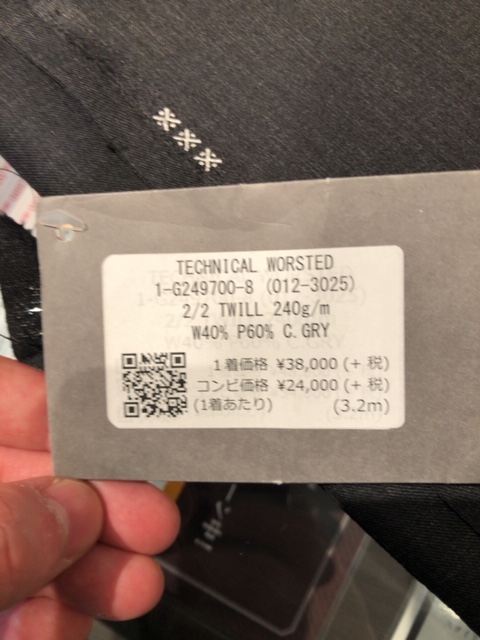 ※※※
TECHNICAL WORSTED
1-G249700-8 (012-3025)
2/2 TWILL 240g/m
W40% P60% C.GRY
1着価格 ¥38,000 (+ 税)
コンビ価格 ¥24,000 (+ 税)
(1着あたり) (3.2m)